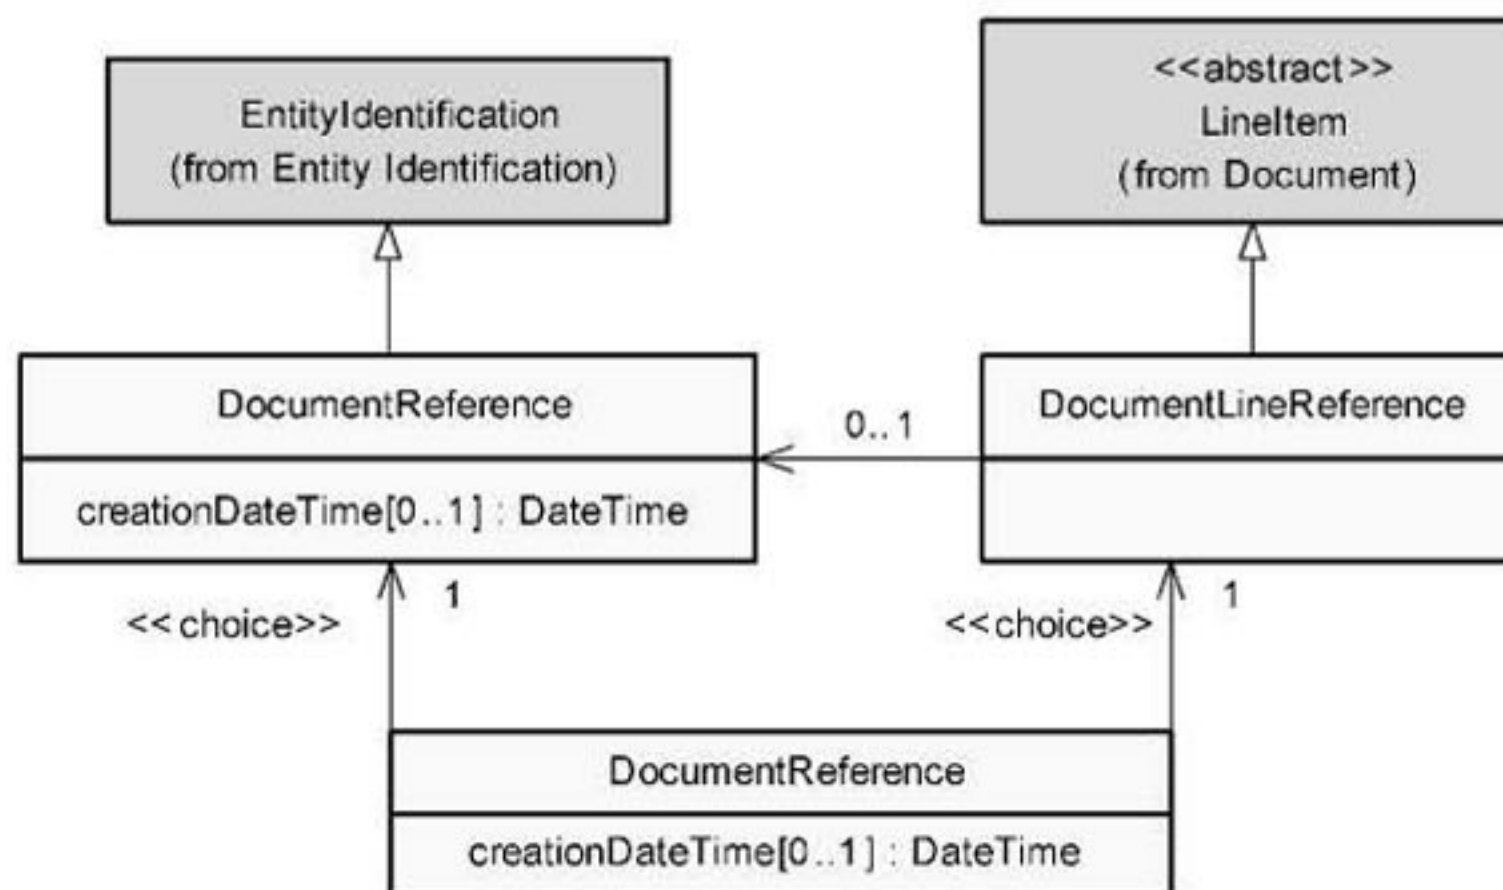 EntityIdentification
(from Entity Identification)
<<abstract>>
LineItem
(from Document)
DocumentReference
creationDateTime[0..1] : DateTime
0..1
DocumentLineReference
<<choice>>
1
<<choice>>
1
DocumentReference
creationDateTime[0..1] : DateTime